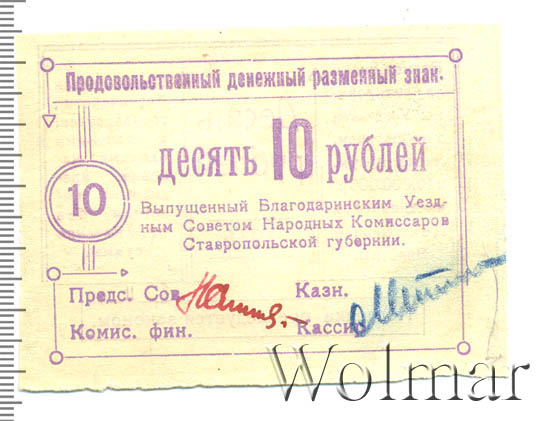 Продовольственный денежный разменный знак.
десять 10 рублей
10
Выпущенный Благодаринским Уезд-
ным Советом Народных Комиссаров
Ставропольской губернии.
Предс. Сов. Казн.
Комис. фин. Кассир
Wolmar